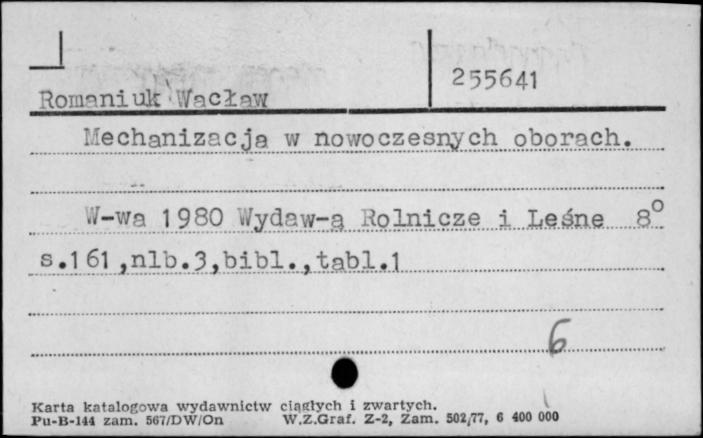 255641
Romaniuk Wacław
Mechanizacja w nowoczesnych oborach.
W-wa 1980 Wydaw-ą Rolnicze i Leśne 8°
s.161,nlb.3,bibl.,tabl.1
6
Karta katalogowa wydawnictw ciągłych i zwartych.
Pu-B-144 zam. 567/DW/On W.Z.Graf. Z-2, Zam. 502/77, 6 400 000